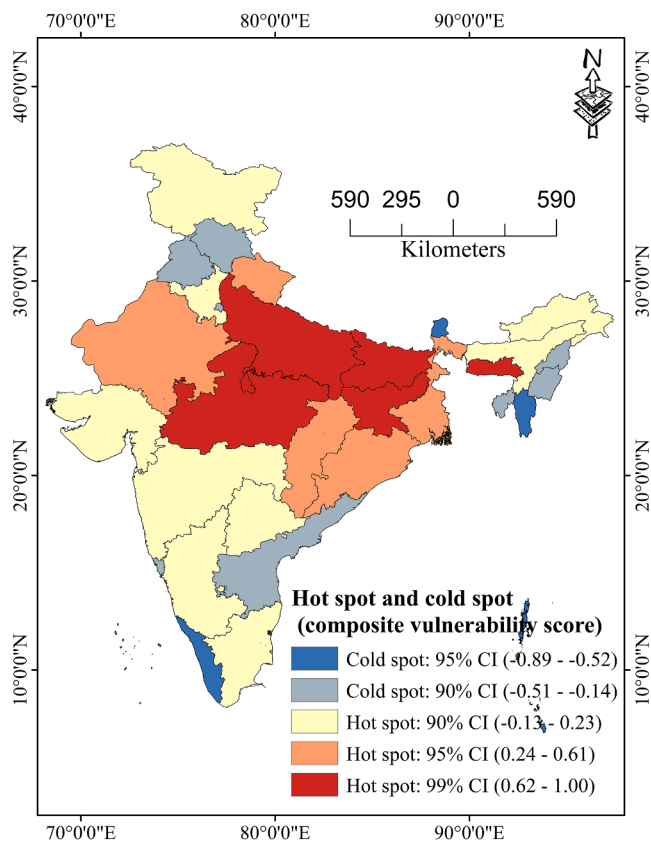 70°0'0"E 80°0'0"E 90°0'0"E
40°0'0"N
40°0'0"N
30°0'0"N
30°0'0"N
20°0'0"N
20°0'0"N
10°0'0"N
10°0'0"N
N
590 295 0 590
Kilometers
Hot spot and cold spot
(composite vulnerability score)
Cold spot: 95% CI (-0.89 - -0.52)
Cold spot: 90% CI (-0.51 - -0.14)
Hot spot: 90% CI (-0.13 - 0.23)
Hot spot: 95% CI (0.24 - 0.61)
Hot spot: 99% CI (0.62 - 1.00)
70°0'0"E 80°0'0"E 90°0'0"E